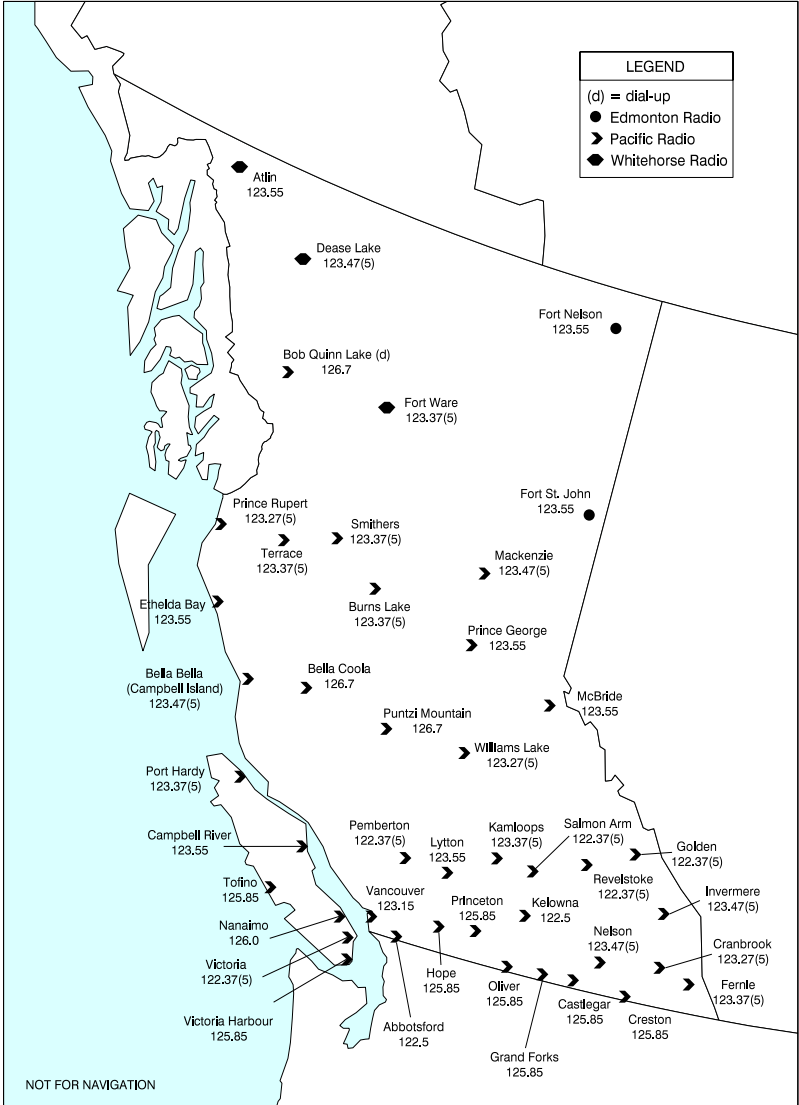 LEGEND
(d) = dial-up
Edmonton Radio
Pacific Radio
Whitehorse Radio
Atlin
123.55
Dease Lake
123.47(5)
Fort Nelson
123.55
Bob Quinn Lake (d)
126.7
Fort Ware
123.37(5)
Fort St. John
123.55
Prince Rupert
123.27(5)
Smithers
123.37(5)
Terrace
123.37(5)
Mackenzie
123.47(5)
Ethelda Bay
123.55
Burns Lake
123.37(5)
Prince George
123.55
Bella Bella
(Campbell Island)
123.47(5)
Bella Coola
126.7
McBride
123.55
Puntzi Mountain
126.7
Williams Lake
123.27(5)
Port Hardy
123.37(5)
Campbell River
123.55
Pemberton
122.37(5)
Lytton
123.55
Kamloops
123.37(5)
Salmon Arm
122.37(5)
Golden
122.37(5)
Revelstoke
122.37(5)
Tofino
125.85
Vancouver
123.15
Princeton
125.85
Kelowna
122.5
Invermere
123.47(5)
Nanaimo
126.0
Nelson
123.47(5)
Cranbrook
123.27(5)
Victoria
122.37(5)
Hope
125.85
Oliver
125.85
Castlegar
125.85
Creston
125.85
Fernie
123.37(5)
Victoria Harbour
125.85
Abbotsford
122.5
Grand Forks
125.85
NOT FOR NAVIGATION